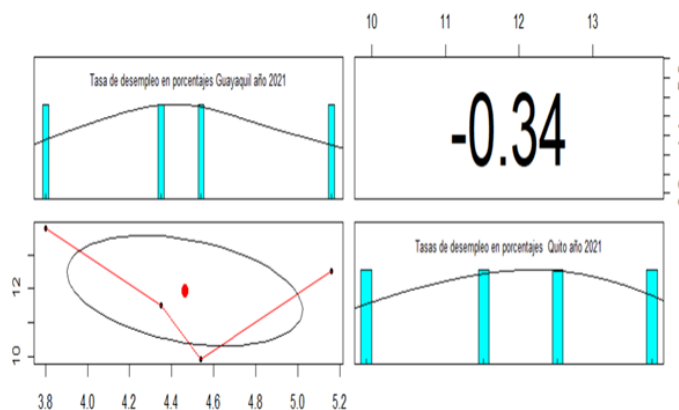 10 11 12 13
Tasa de desempleo en porcentajes Guayaquil año 2021
-0.34
Tasas de desempleo en porcentajes Quito año 2021
12
10
3.8 4.0 4.2 4.4 4.6 4.8 5.0 5.2